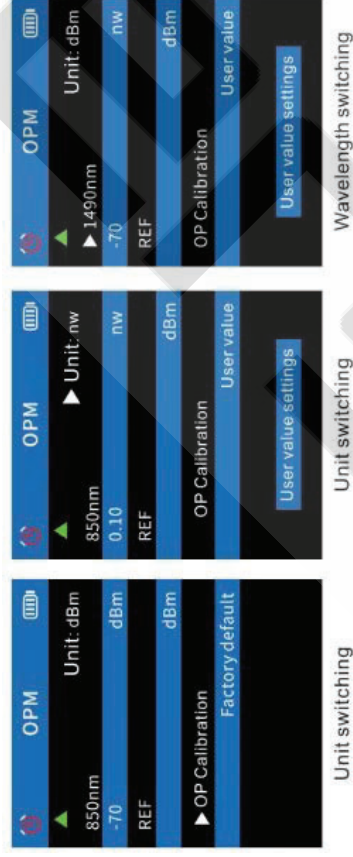 OPM
Unit: dBm
850nm
-70 dBm
REF
dBm
▶ OP Calibration
Factory default
Unit switching
OPM
▶ Unit: nw
850nm
0.10 nw
REF
dBm
OP Calibration
User value
User value settings
Unit switching
OPM
Unit: dBm
▶ 1490nm
-70 nw
REF
dBm
OP Calibration
User value
User value settings
Wavelength switching